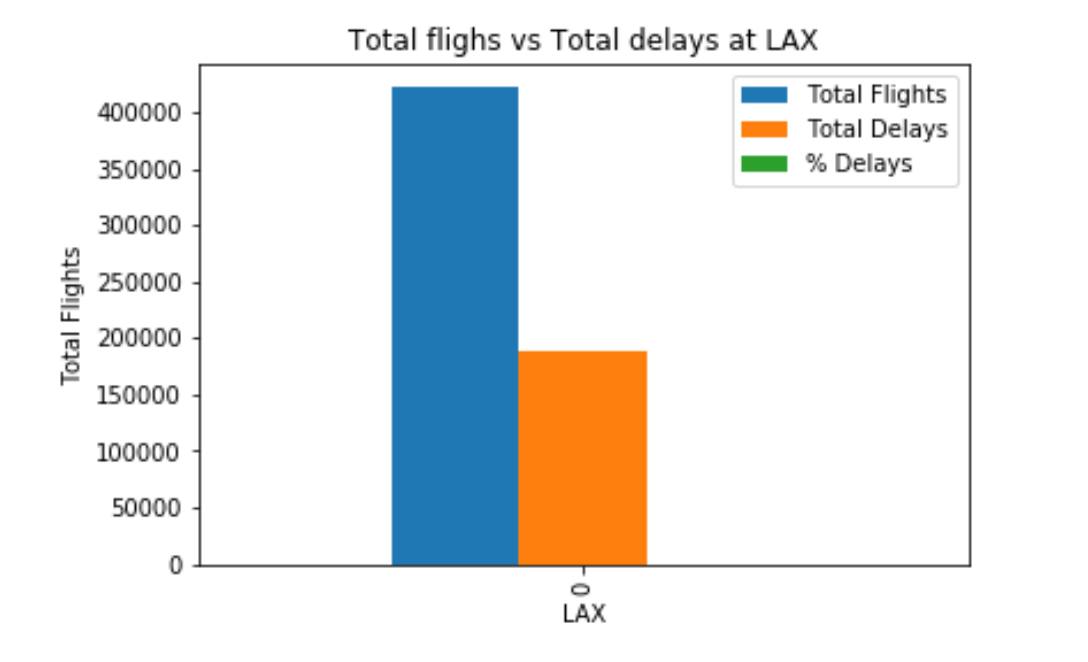 Total flighs vs Total delays at LAX
Total Flights
Total Delays
% Delays
Total Flights
400000
350000
300000
250000
200000
150000
100000
50000
0
0
LAX